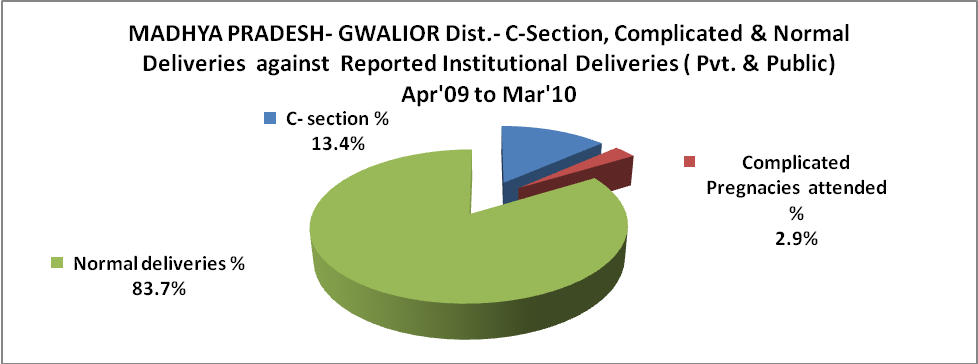 MADHYA PRADESH- GWALIOR Dist.- C-Section, Complicated & Normal
Deliveries against Reported Institutional Deliveries ( Pvt. & Public)
Apr'09 to Mar'10
C- section %
13.4%
Complicated
Pregnacies attended
%
2.9%
Normal deliveries %
83.7%